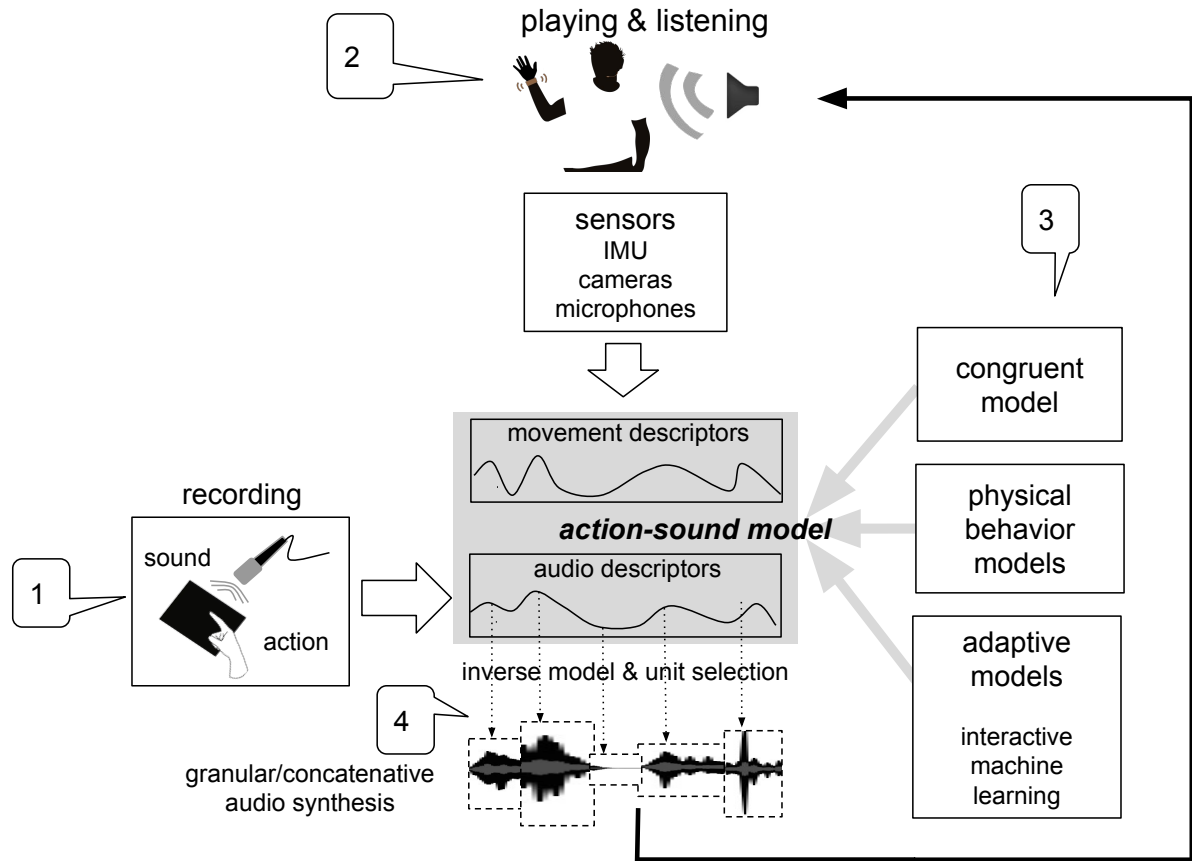 playing & listening
2
sensors
IMU
cameras
microphones
3
congruent
model
movement descriptors
recording
physical
behavior
models
action-sound model
sound
audio descriptors
1
action
adaptive
models
inverse model & unit selection
4
interactive
machine
learning
granular/concatenative
audio synthesis